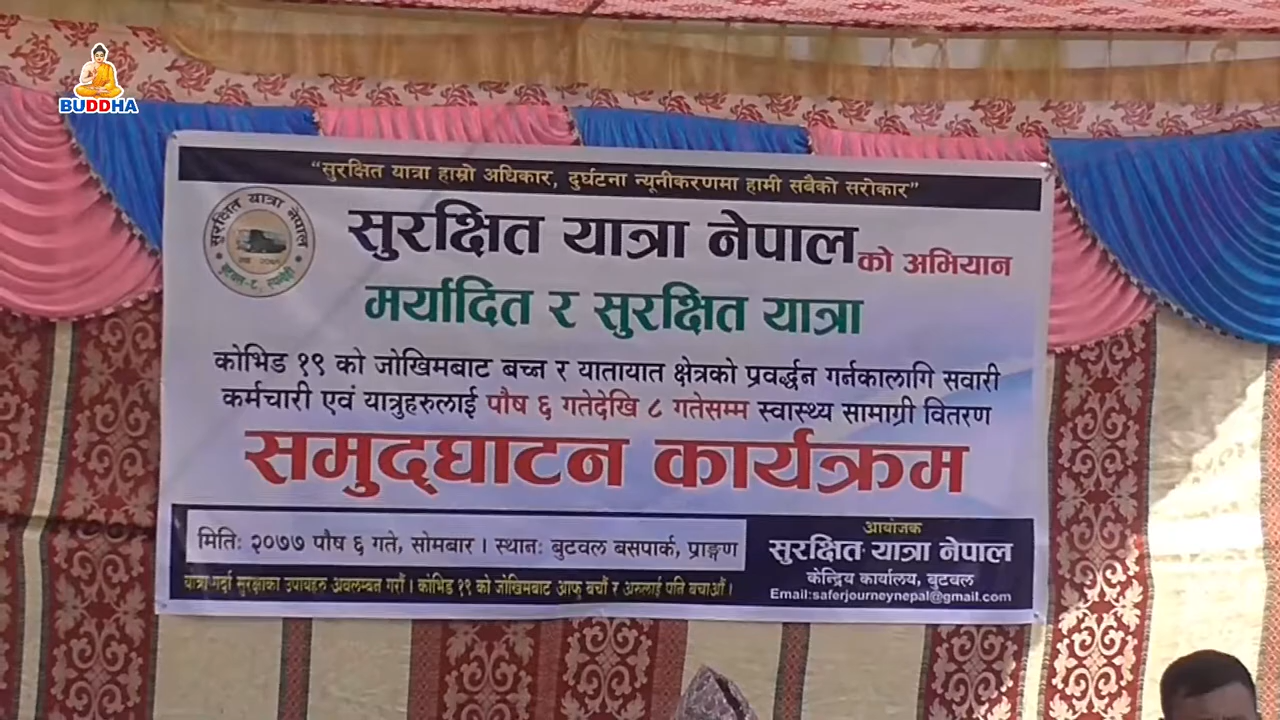 BUDDHA
“सुरक्षित यात्रा हाम्रो अधिकार, दुर्घटना न्यूनीकरणमा हामी सबैको सरोकार”
सुरक्षित यात्रा नेपाल
सुरक्षित यात्रा नेपालको अभियान
मर्यादित र सुरक्षित यात्रा
कोभिड १९ को जोखिमबाट बच्न र यातायात क्षेत्रको प्रवर्द्धन गर्नकालागि सवारी
कर्मचारी एवं यात्रुहरुलाई पौष ६ गतेदेखि ८ गतेसम्म स्वास्थ्य सामाग्री वितरण
समुद्घाटन कार्यक्रम
मितिः २०७७ पौष ६ गते, सोमबार । स्थानः बुटवल बसपार्क, प्राङ्गण
यात्रा गर्दा सुरक्षाका उपायहरु अवलम्बन गरौं । कोभिड १९ को जोखिमबाट आफु बचौं र अरुलाई पनि बचाऔं ।
आयोजक
सुरक्षित यात्रा नेपाल
केन्द्रिय कार्यालय, बुटवल
Email:saferjourneynepal@gmail.com